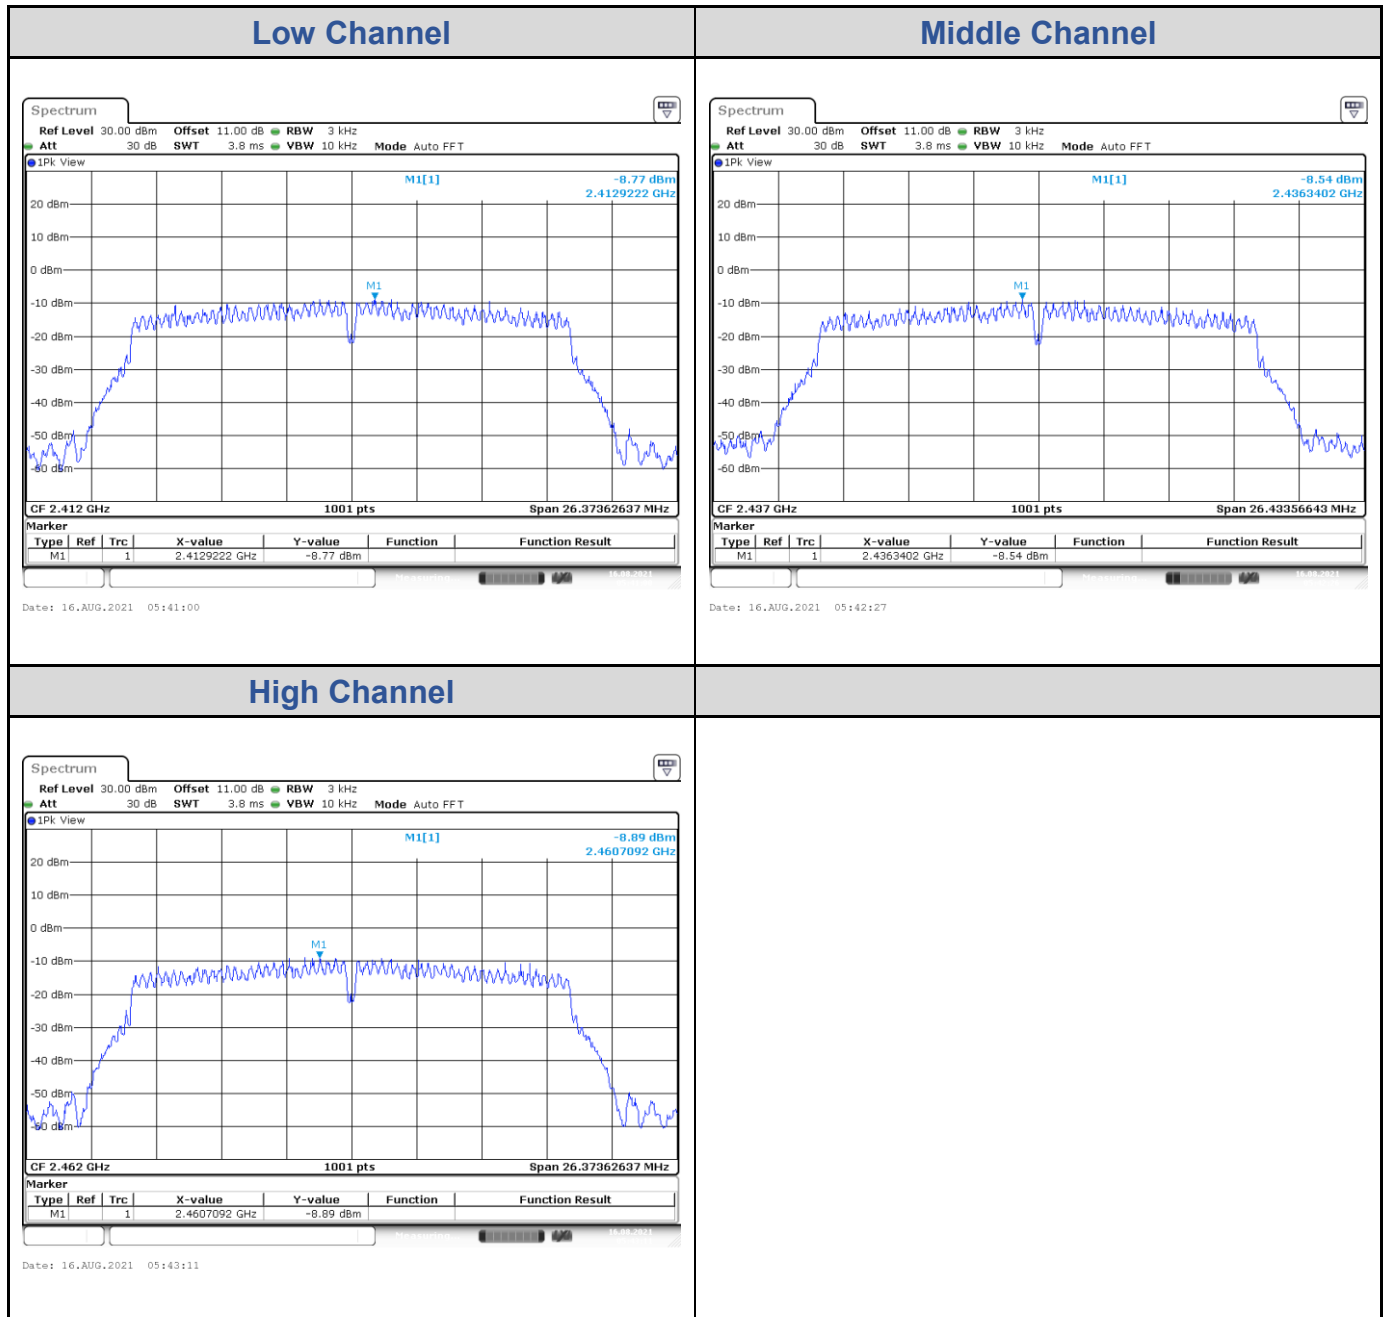 Low Channel
Middle Channel
Spectrum
Ref Level 30.00 dBm Offset 11.00 dB RBW 3 kHz
Att 30 dB SWT 3.8 ms VBW 10 kHz Mode Auto FFT
1Pk View
M1[1] -8.77 dBm
2.4129222 GHz
20 dBm
10 dBm
0 dBm
M1
-10 dBm
-20 dBm
-30 dBm
-40 dBm
-50 dBm
-60 dBm
CF 2.412 GHz 1001 pts Span 26.37362637 MHz
Marker
Type Ref Trc X-value Y-value Function Function Result
M1 1 2.4129222 GHz -8.77 dBm
Measuring 16.08.2021
Date: 16.AUG.2021 05:41:00
Spectrum
Ref Level 30.00 dBm Offset 11.00 dB RBW 3 kHz
Att 30 dB SWT 3.8 ms VBW 10 kHz Mode Auto FFT
1Pk View
M1[1] -8.54 dBm
2.4363402 GHz
20 dBm
10 dBm
0 dBm
M1
-10 dBm
-20 dBm
-30 dBm
-40 dBm
-50 dBm
-60 dBm
CF 2.437 GHz 1001 pts Span 26.43356643 MHz
Marker
Type Ref Trc X-value Y-value Function Function Result
M1 1 2.4363402 GHz -8.54 dBm
Measuring 16.08.2021
Date: 16.AUG.2021 05:42:27
High Channel
Spectrum
Ref Level 30.00 dBm Offset 11.00 dB RBW 3 kHz
Att 30 dB SWT 3.8 ms VBW 10 kHz Mode Auto FFT
1Pk View
M1[1] -8.89 dBm
2.4607092 GHz
20 dBm
10 dBm
0 dBm
M1
-10 dBm
-20 dBm
-30 dBm
-40 dBm
-50 dBm
-60 dBm
CF 2.462 GHz 1001 pts Span 26.37362637 MHz
Marker
Type Ref Trc X-value Y-value Function Function Result
M1 1 2.4607092 GHz -8.89 dBm
Measuring 16.08.2021
Date: 16.AUG.2021 05:43:11